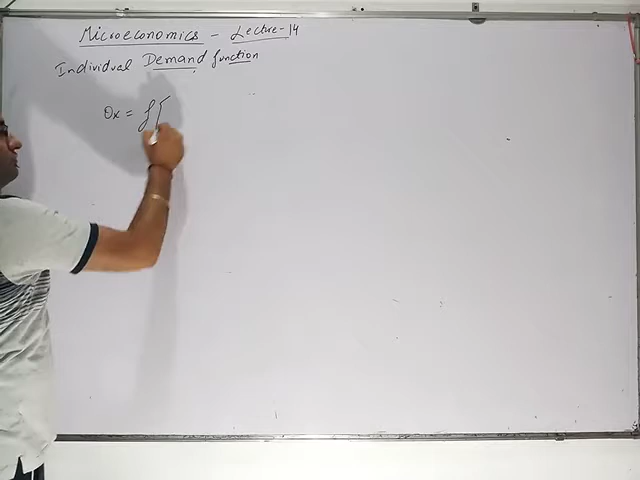 Microeconomics - Lecture-14
Individual Demand function
Dx = f [